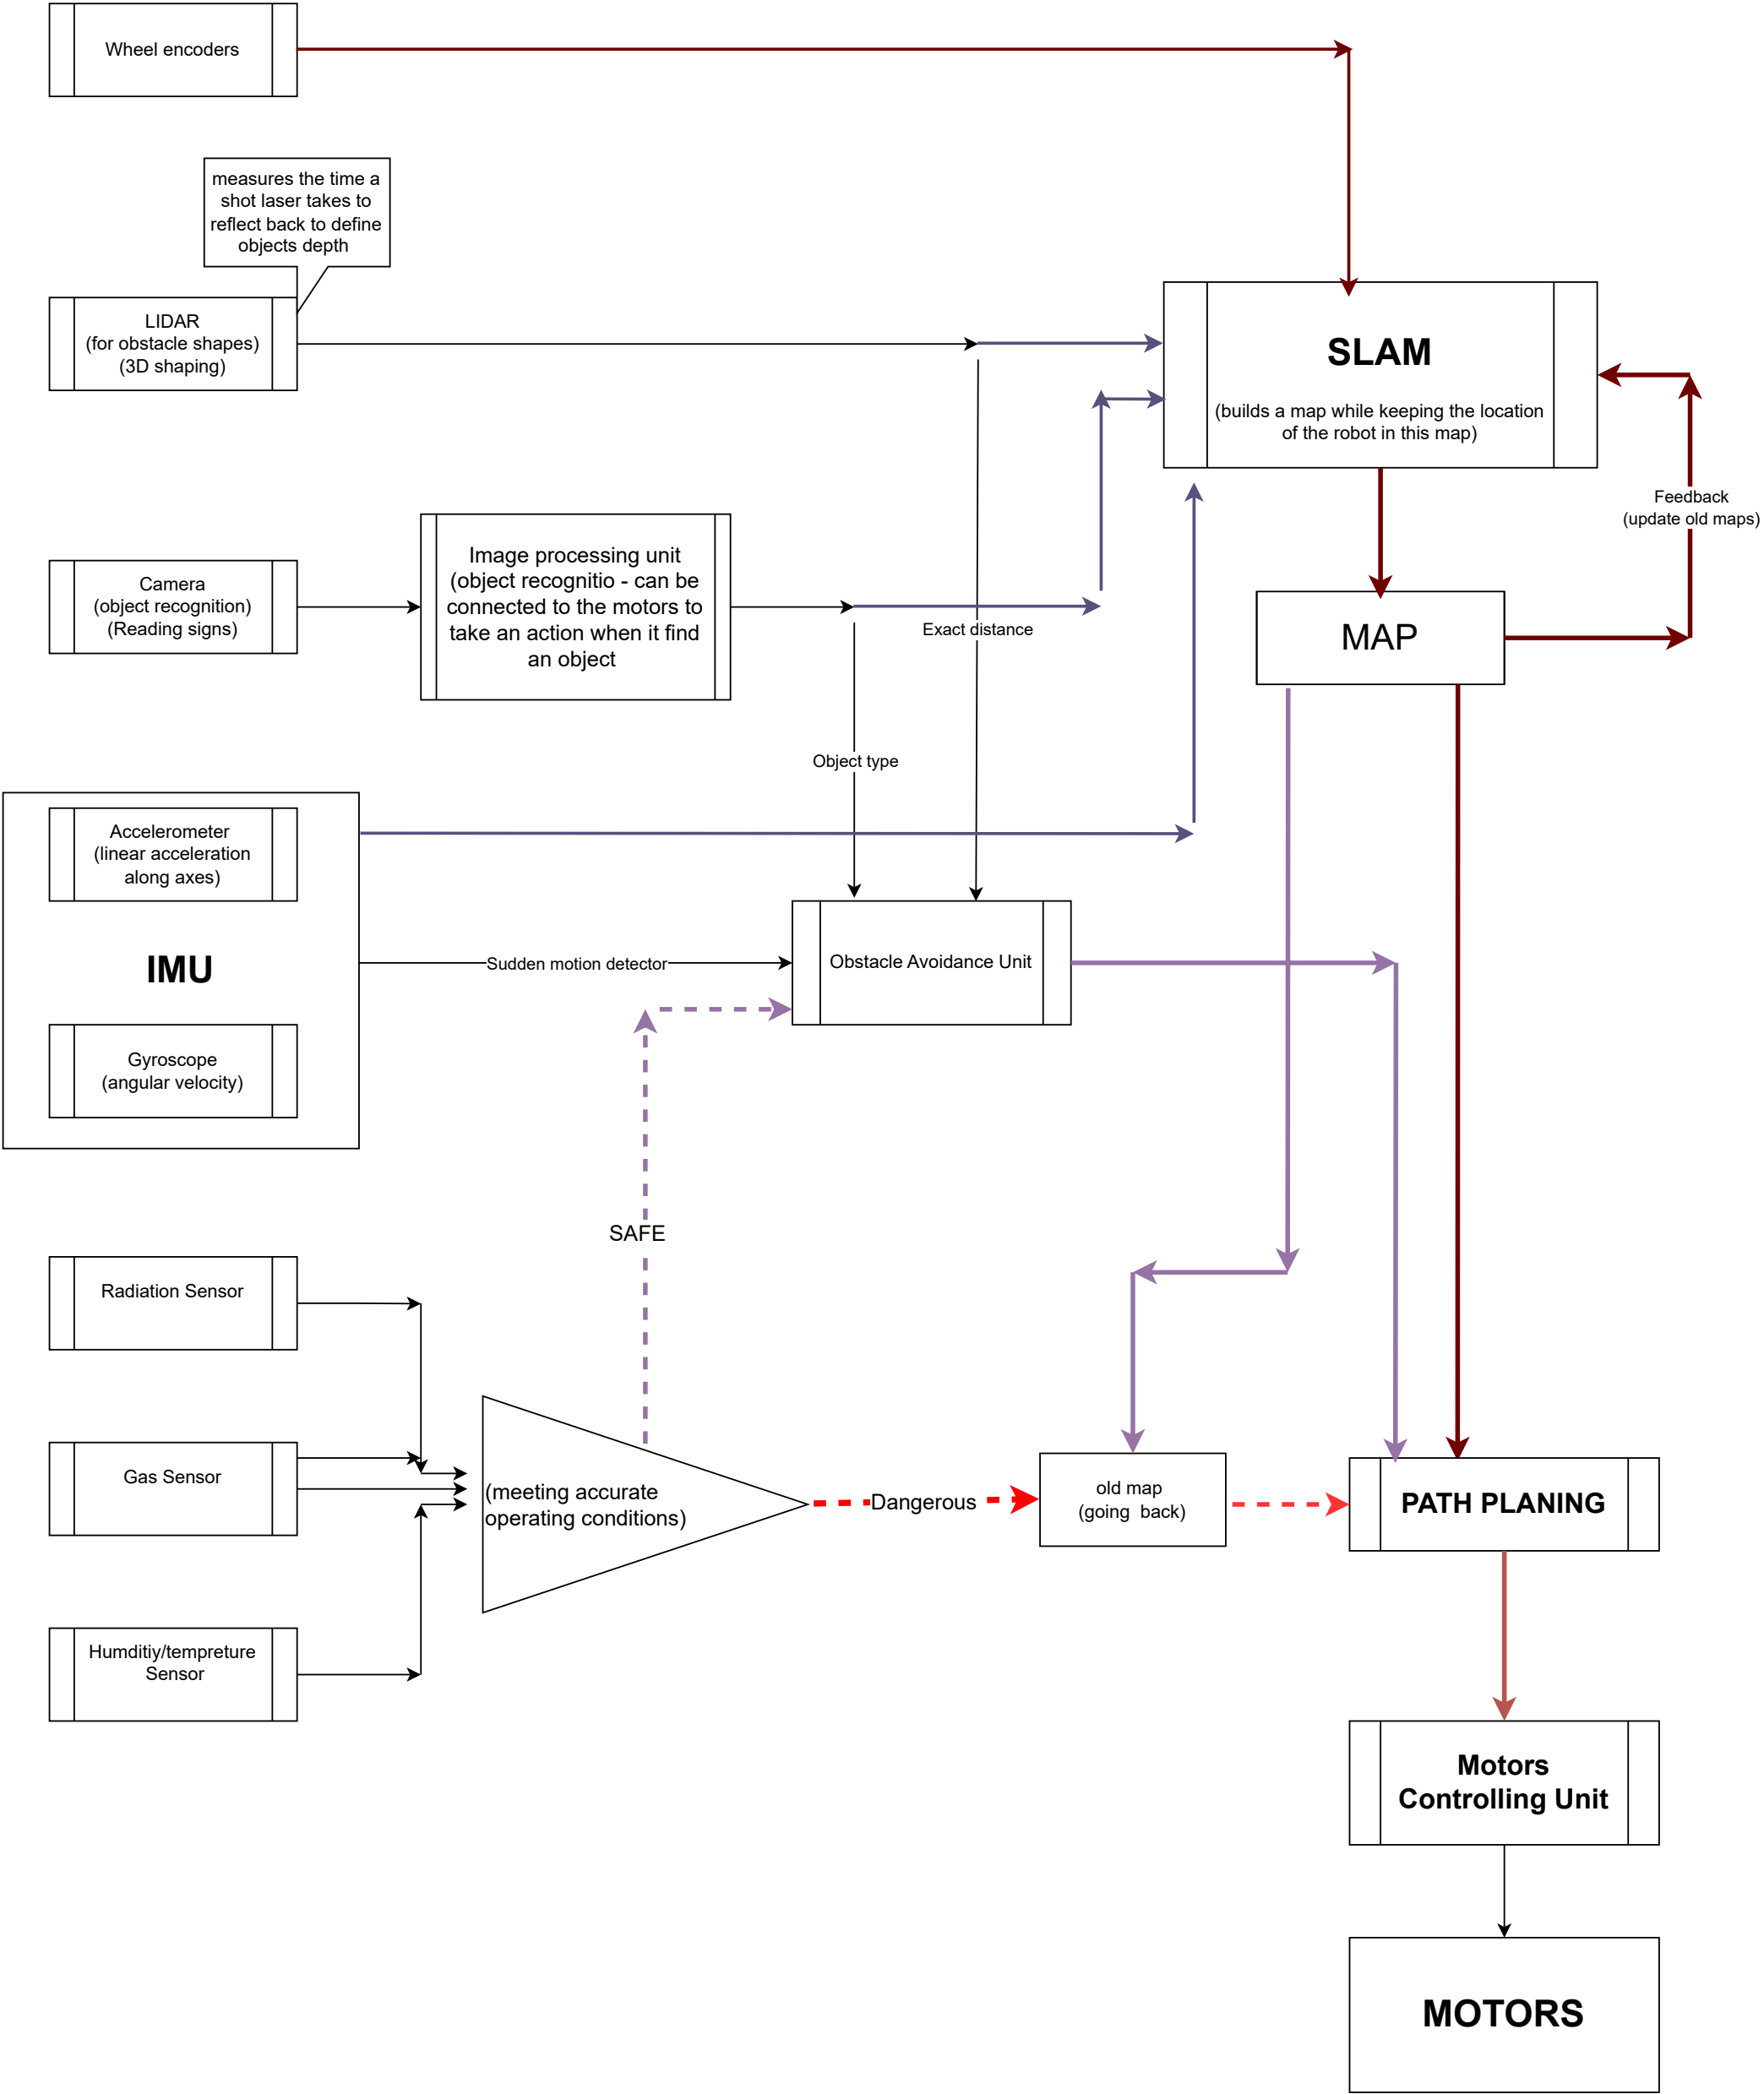 Wheel encoders
measures the time a
shot laser takes to
reflect back to define
objects depth
LIDAR
(for obstacle shapes)
(3D shaping)
SLAM
(builds a map while keeping the location
of the robot in this map)
Feedback
(update old maps)
Camera
(object recognition)
(Reading signs)
Image processing unit
(object recognitio - can be
connected to the motors to
take an action when it find
an object
Exact distance
MAP
Object type
Accelerometer
(linear acceleration
along axes)
IMU
Sudden motion detector
Obstacle Avoidance Unit
Gyroscope
(angular velocity)
SAFE
Radiation Sensor
Gas Sensor
(meeting accurate
operating conditions)
Dangerous
old map
(going back)
PATH PLANING
Humditiy/tempreture
Sensor
Motors
Controlling Unit
MOTORS